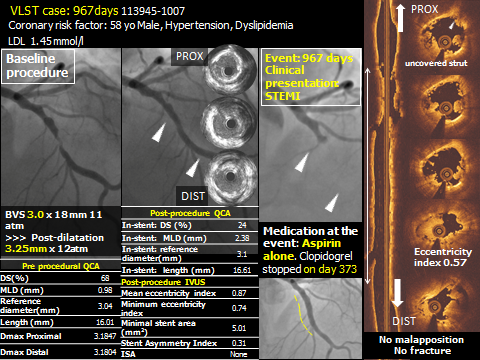 VLST case: 967days 113945-1007
Coronary risk factor: 58 yo Male, Hypertension, Dyslipidemia
LDL 1.45 mmol/l
Baseline
procedure
PROX
DIST
Event: 967 days
Clinical
presentation:
STEMI
PROX
uncovered strut
BVS 3.0 x 18 mm 11
atm
>>> Post-dilatation
3.25mm x 12atm
Pre procedural QCA
DS(%) 68
MLD (mm) 0.98
Reference
diameter(mm) 3.04
Length (mm) 16.01
Dmax Proximal 3.1847
Dmax Distal 3.1804
Post-procedure QCA
In-stent: DS (%) 24
In-stent: MLD (mm) 2.38
In-stent: reference
diameter(mm) 3.1
In-stent: length (mm) 16.61
Post-procedure IVUS
Mean eccentricity index 0.87
Minimum eccentricity
index 0.74
Minimal stent area
(mm²) 5.01
Stent Asymmetry Index 0.31
ISA None
Medication at the
event: Aspirin
alone. Clopidogrel
stopped on day 373
Eccentricity
index 0.57
DIST
No malapposition
No fracture